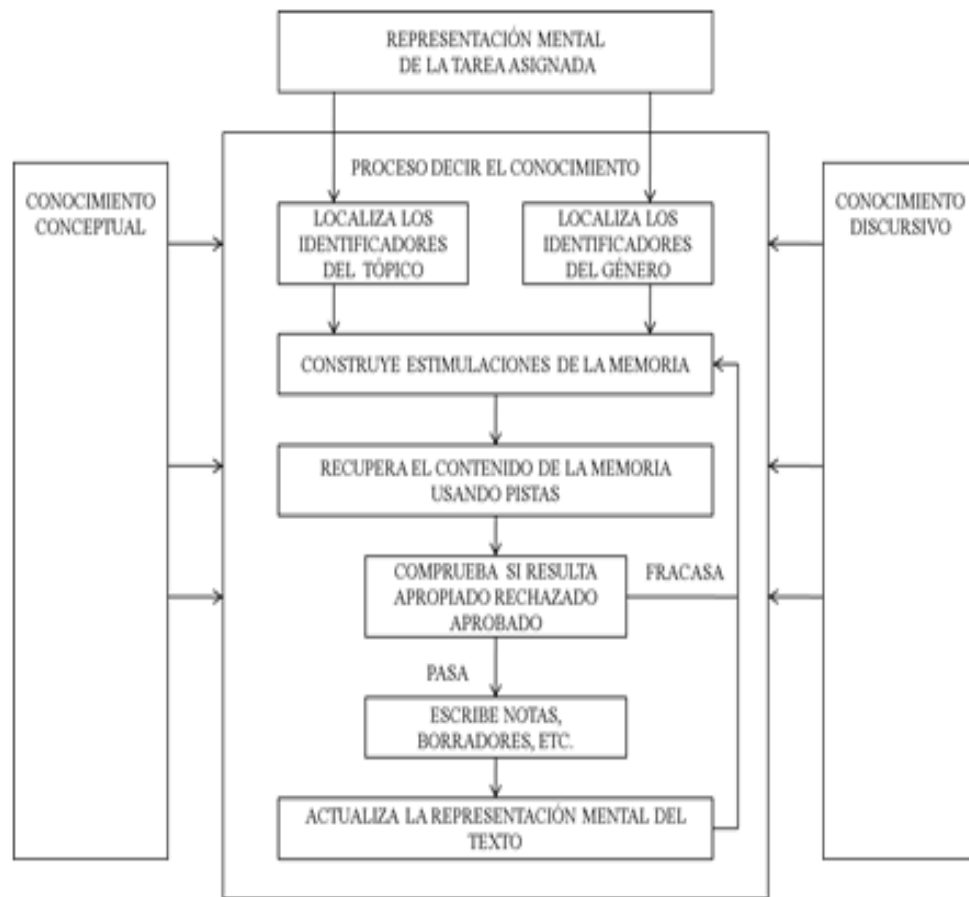 REPRESENTACIÓN MENTAL
DE LA TAREA ASIGNADA
PROCESO DECIR EL CONOCIMIENTO
CONOCIMIENTO
CONCEPTUAL
CONOCIMIENTO
DISCURSIVO
LOCALIZA LOS
IDENTIFICADORES
DEL TÓPICO
LOCALIZA LOS
IDENTIFICADORES
DEL GÉNERO
CONSTRUYE ESTIMULACIONES DE LA MEMORIA
RECUPERA EL CONTENIDO DE LA MEMORIA
USANDO PISTAS
COMPRUEBA SI RESULTA
APROPIADO RECHAZADO
APROBADO
FRACASA
PASA
ESCRIBE NOTAS,
BORRADORES, ETC.
ACTUALIZA LA REPRESENTACIÓN MENTAL DEL
TEXTO